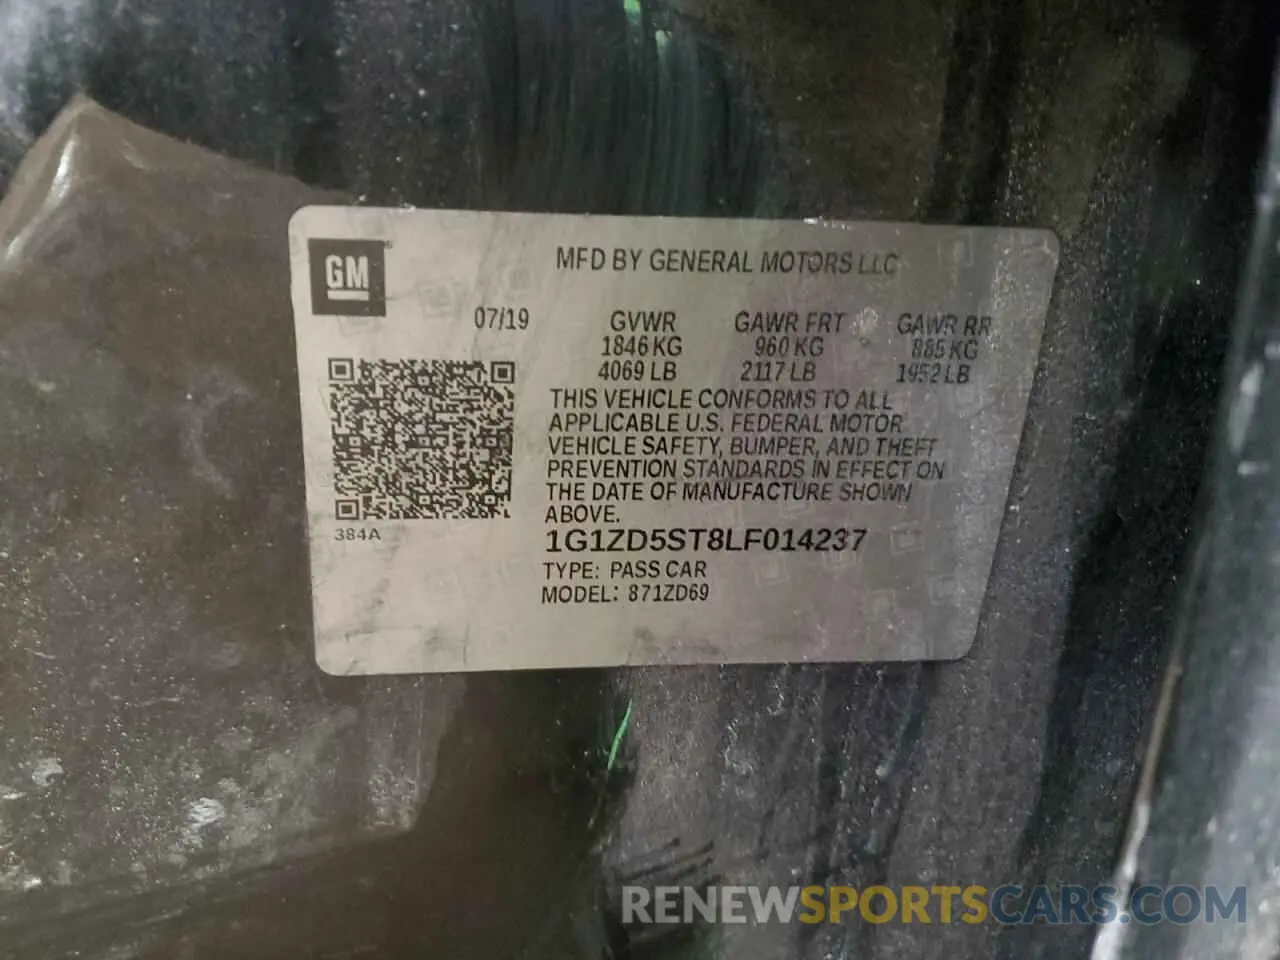 GM
MFD BY GENERAL MOTORS LLC
07/19 GVWR GAWR FRT GAWR RR
1846 KG 960 KG 885 KG
4069 LB 2117 LB 1952 LB
THIS VEHICLE CONFORMS TO ALL
APPLICABLE U.S. FEDERAL MOTOR
VEHICLE SAFETY, BUMPER, AND THEFT
PREVENTION STANDARDS IN EFFECT ON
THE DATE OF MANUFACTURE SHOWN
ABOVE.
384A
1G1ZD5ST8LF014237
TYPE: PASS CAR
MODEL: 871ZD69
RENEWSPORTSCARS.COM